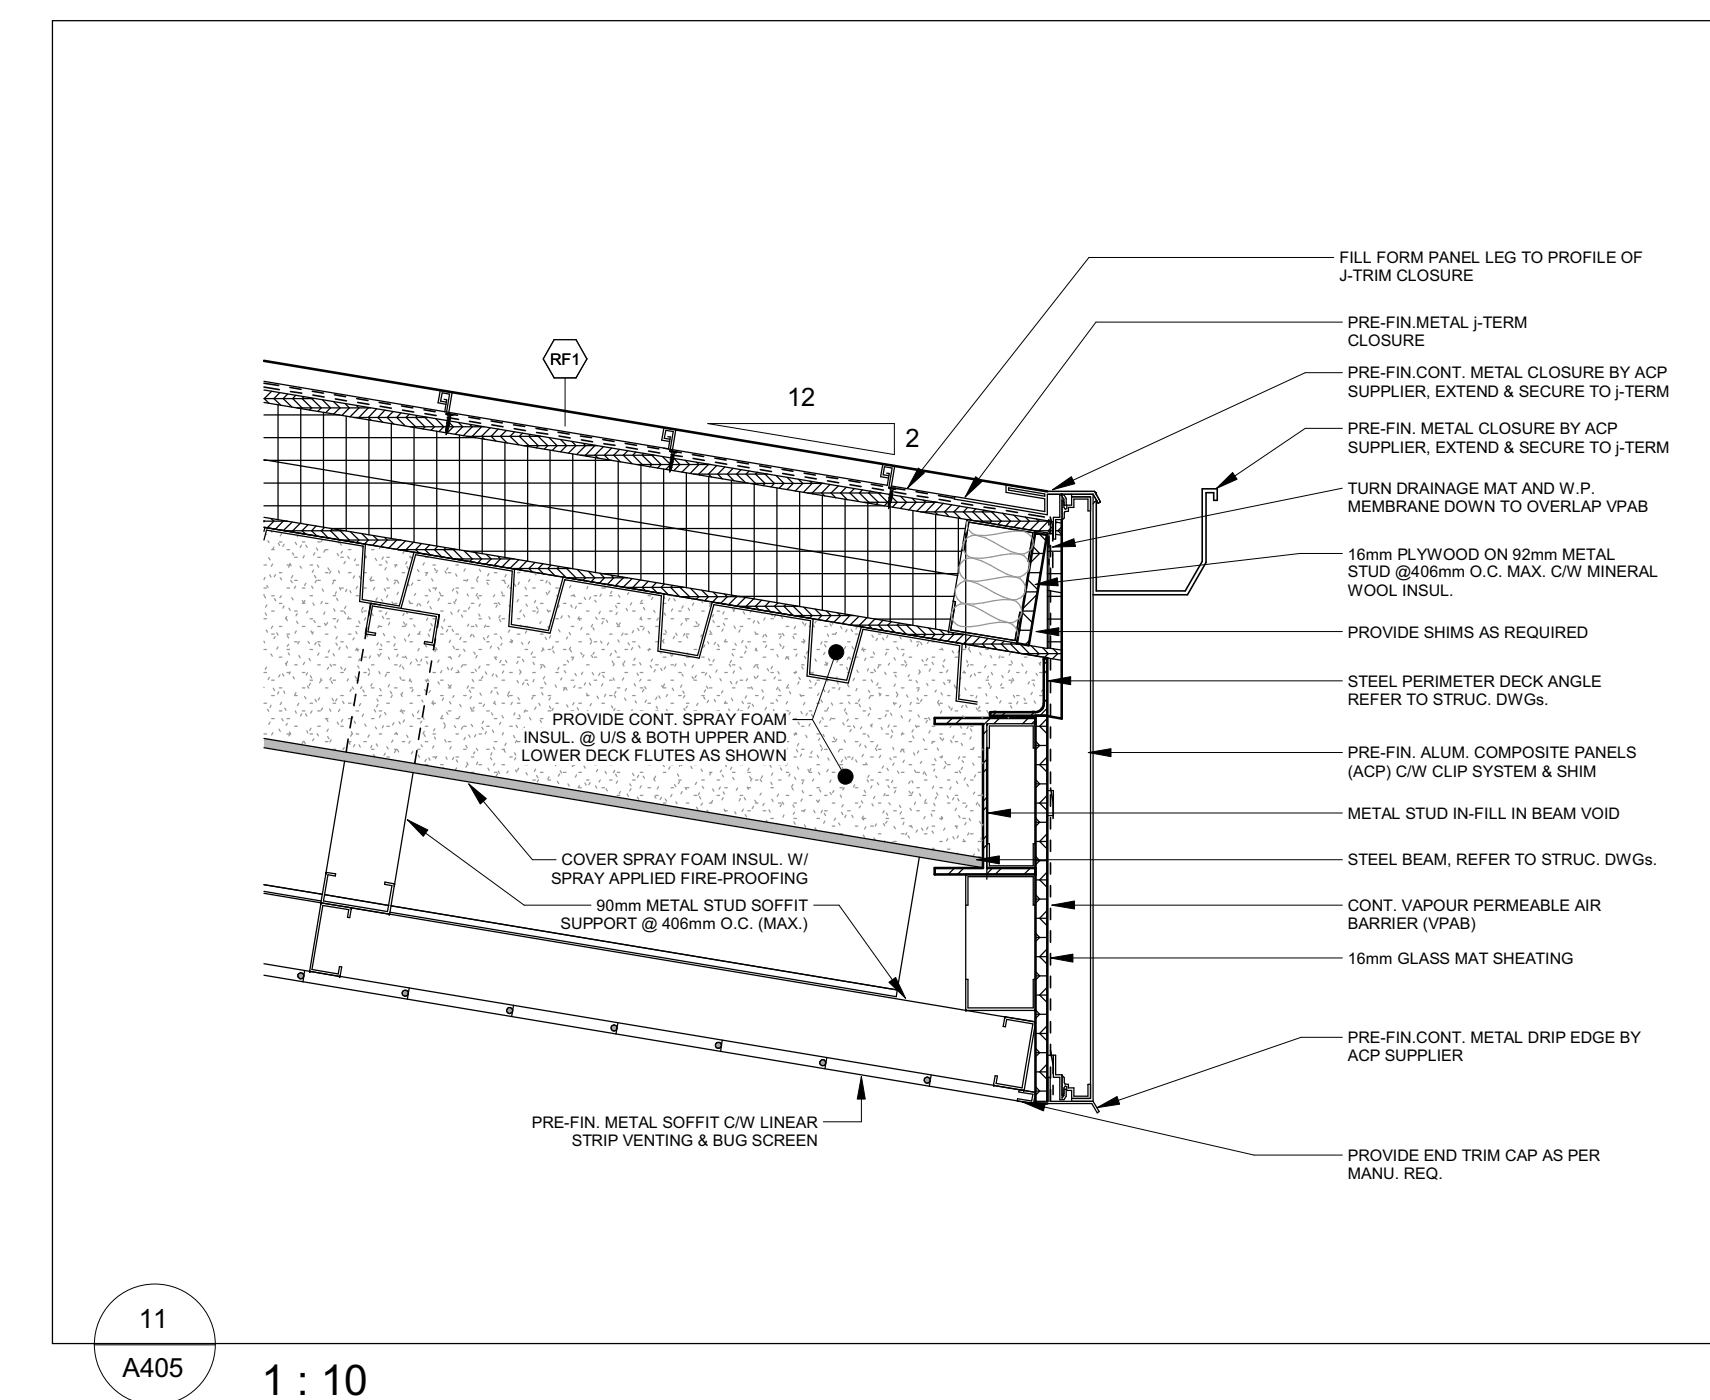 FILL FORM PANEL LEG TO PROFILE OF
J-TRIM CLOSURE
PRE-FIN.METAL j-TERM
CLOSURE
PRE-FIN.CONT. METAL CLOSURE BY ACP
SUPPLIER, EXTEND & SECURE TO j-TERM
PRE-FIN. METAL CLOSURE BY ACP
SUPPLIER, EXTEND & SECURE TO j-TERM
TURN DRAINAGE MAT AND W.P.
MEMBRANE DOWN TO OVERLAP VPAB
16mm PLYWOOD ON 92mm METAL
STUD @406mm O.C. MAX. C/W MINERAL
WOOL INSUL.
PROVIDE SHIMS AS REQUIRED
STEEL PERIMETER DECK ANGLE
REFER TO STRUC. DWGs.
PRE-FIN. ALUM. COMPOSITE PANELS
(ACP) C/W CLIP SYSTEM & SHIM
METAL STUD IN-FILL IN BEAM VOID
STEEL BEAM, REFER TO STRUC. DWGs.
CONT. VAPOUR PERMEABLE AIR
BARRIER (VPAB)
16mm GLASS MAT SHEATING
PRE-FIN.CONT. METAL DRIP EDGE BY
ACP SUPPLIER
PROVIDE END TRIM CAP AS PER
MANU. REQ.
RF1
12
2
PROVIDE CONT. SPRAY FOAM
INSUL. @ U/S & BOTH UPPER AND
LOWER DECK FLUTES AS SHOWN
COVER SPRAY FOAM INSUL. W/
SPRAY APPLIED FIRE-PROOFING
90mm METAL STUD SOFFIT
SUPPORT @ 406mm O.C. (MAX.)
PRE-FIN. METAL SOFFIT C/W LINEAR
STRIP VENTING & BUG SCREEN
11
A405
1 : 10